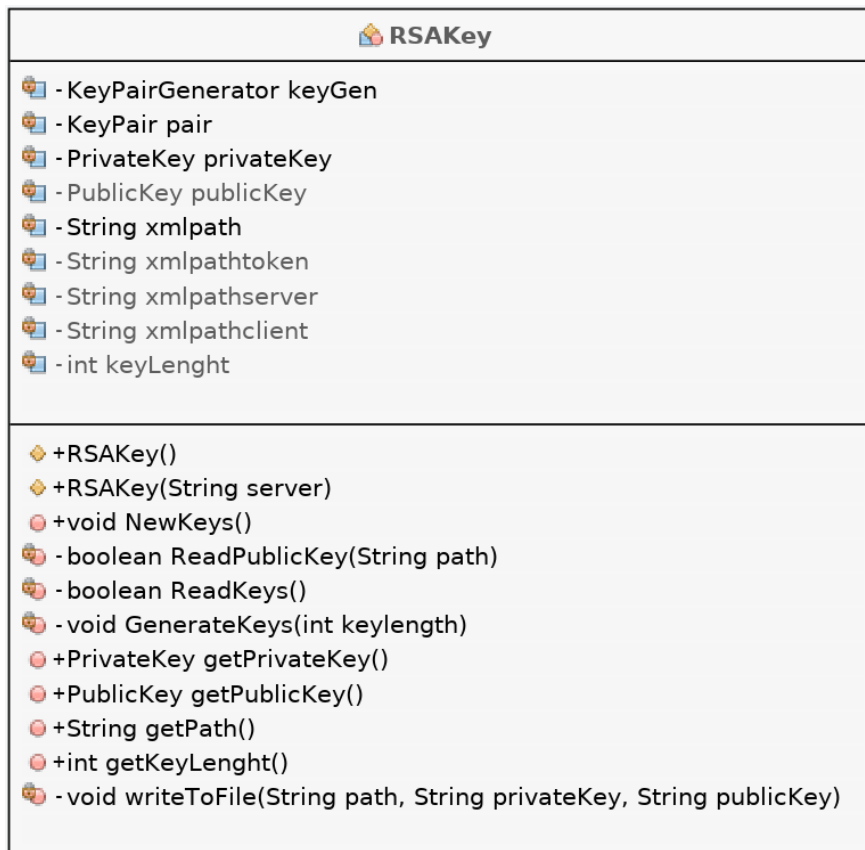 RSAKey
-KeyPairGenerator keyGen
-KeyPair pair
-PrivateKey privateKey
-PublicKey publicKey
-String xmlpath
-String xmlpathtoken
-String xmlpathserver
-String xmlpathclient
-int keyLenght
+RSAKey()
+RSAKey(String server)
+void NewKeys()
-boolean ReadPublicKey(String path)
-boolean ReadKeys()
-void GenerateKeys(int keylength)
+PrivateKey getPrivateKey()
+PublicKey getPublicKey()
+String getPath()
+int getKeyLenght()
-void writeToFile(String path, String privateKey, String publicKey)